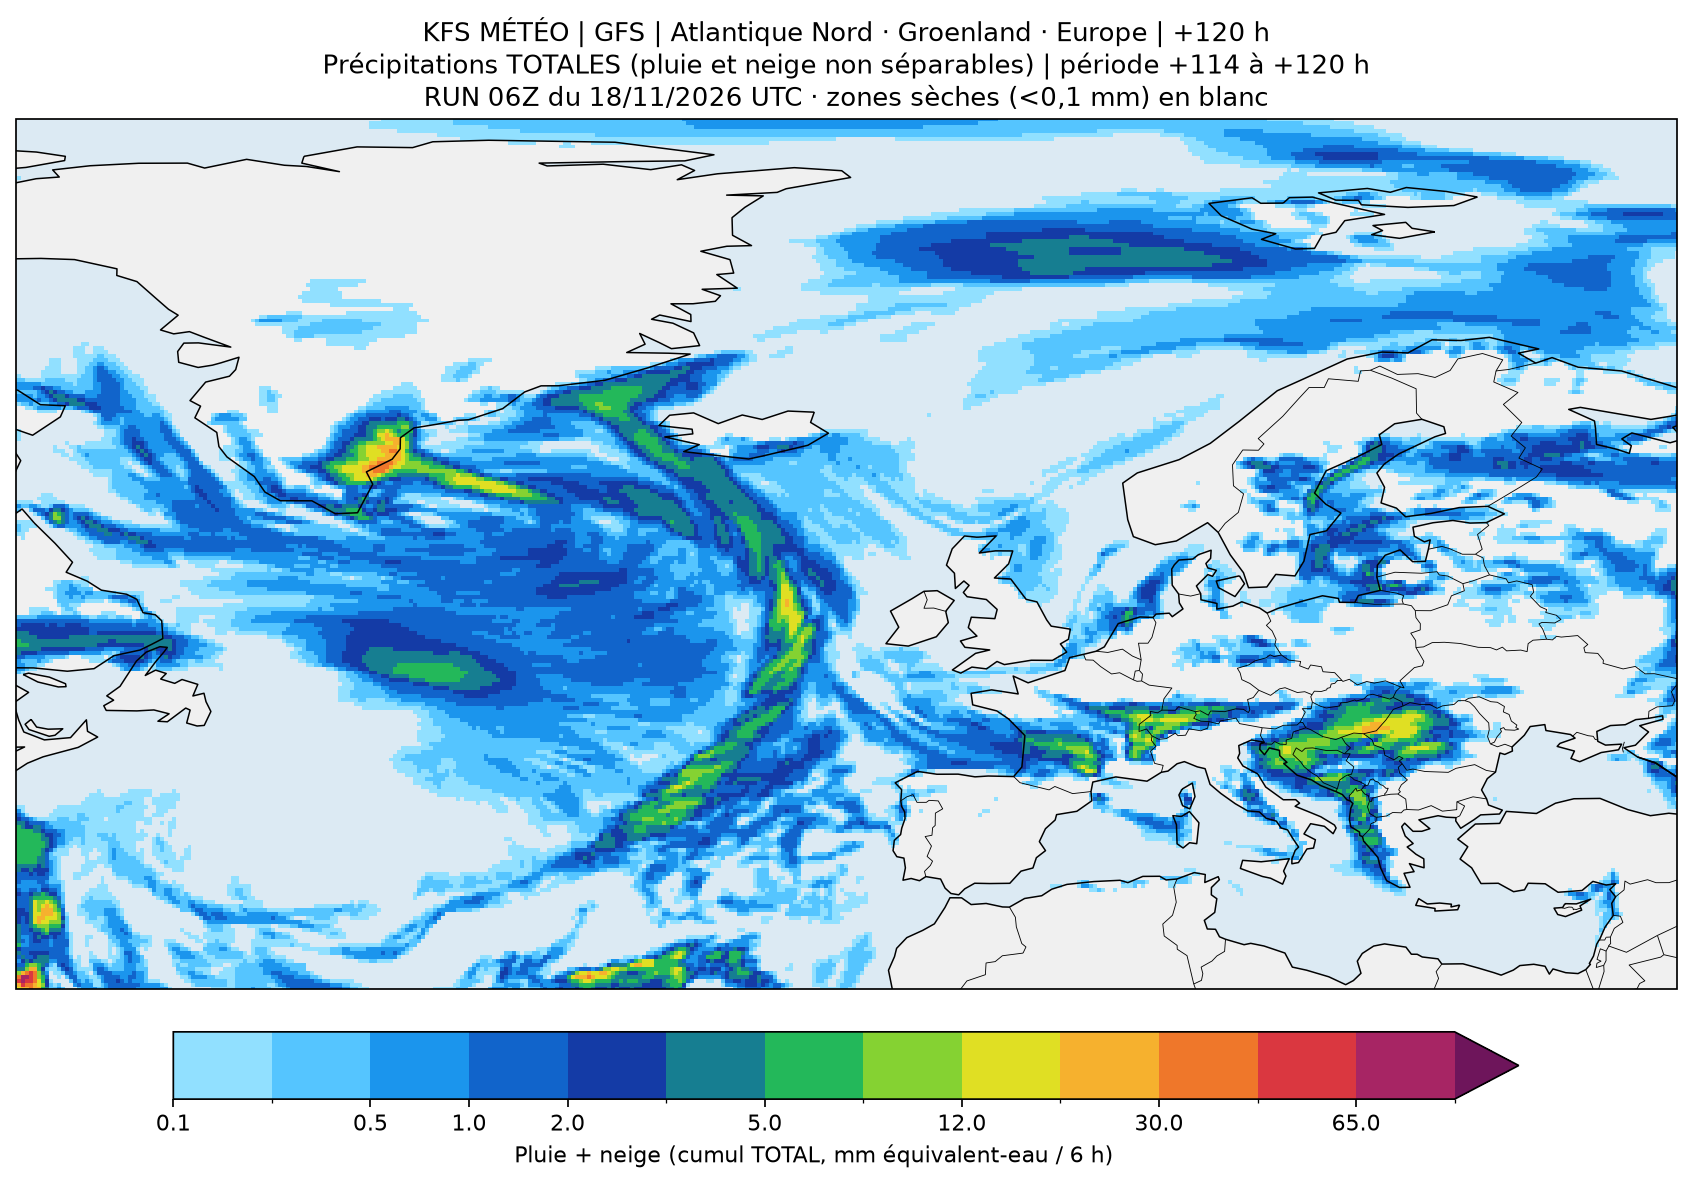 KFS MÉTÉO | GFS | Atlantique Nord · Groenland · Europe | +120 h
Précipitations TOTALES (pluie et neige non séparables) | période +114 à +120 h
RUN 06Z du 18/11/2026 UTC · zones sèches (<0,1 mm) en blanc
0.1 0.5 1.0 2.0 5.0 12.0 30.0 65.0
Pluie + neige (cumul TOTAL, mm équivalent-eau / 6 h)